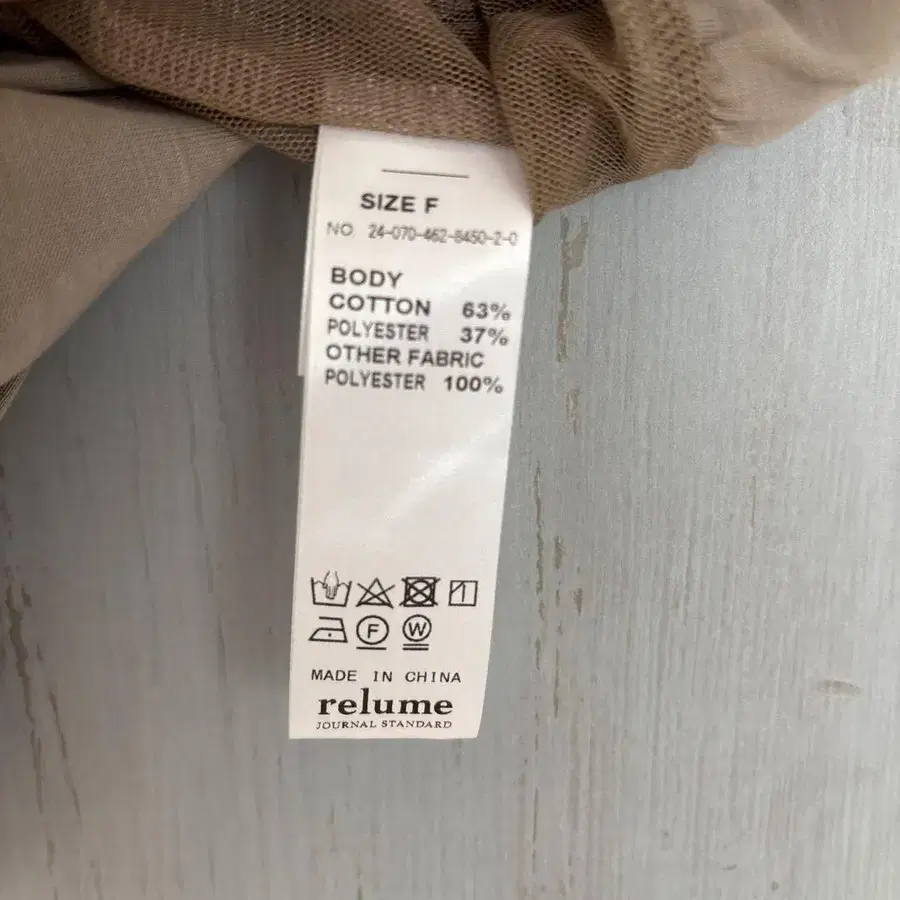 SIZE F
NO. 24-070-462-8450-2-0
BODY
COTTON 63%
POLYESTER 37%
OTHER FABRIC
POLYESTER 100%
F W
MADE IN CHINA
relume
JOURNAL STANDARD